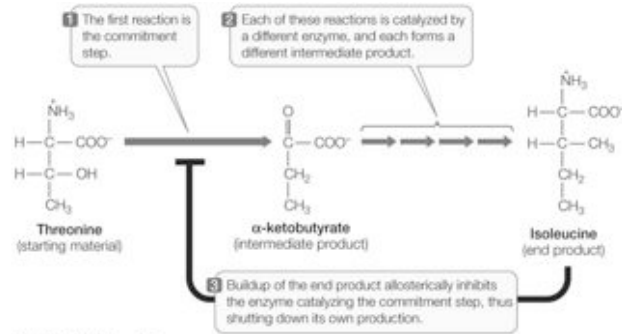 1 The first reaction is
the commitment
step.
2 Each of these reactions is catalyzed by
a different enzyme, and each forms a
different intermediate product.
+
NH₃
H—C—COO⁻
H—C—OH
CH₃
Threonine
(starting material)
O
C—COO⁻
CH₂
CH₃
α-ketobutyrate
(intermediate product)
+
NH₃
H—C—COO⁻
H—C—CH₃
CH₂
CH₃
Isoleucine
(end product)
3 Buildup of the end product allosterically inhibits
the enzyme catalyzing the commitment step, thus
shutting down its own production.